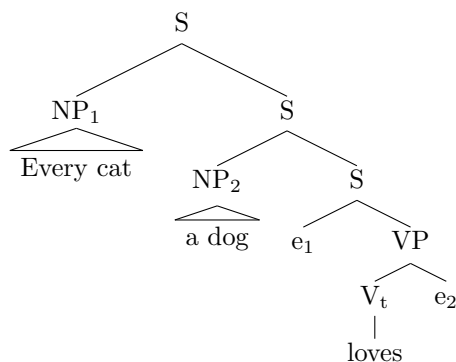 S
NP₁ S
Every cat
NP₂ S
a dog e₁ VP
Vₜ e₂
loves